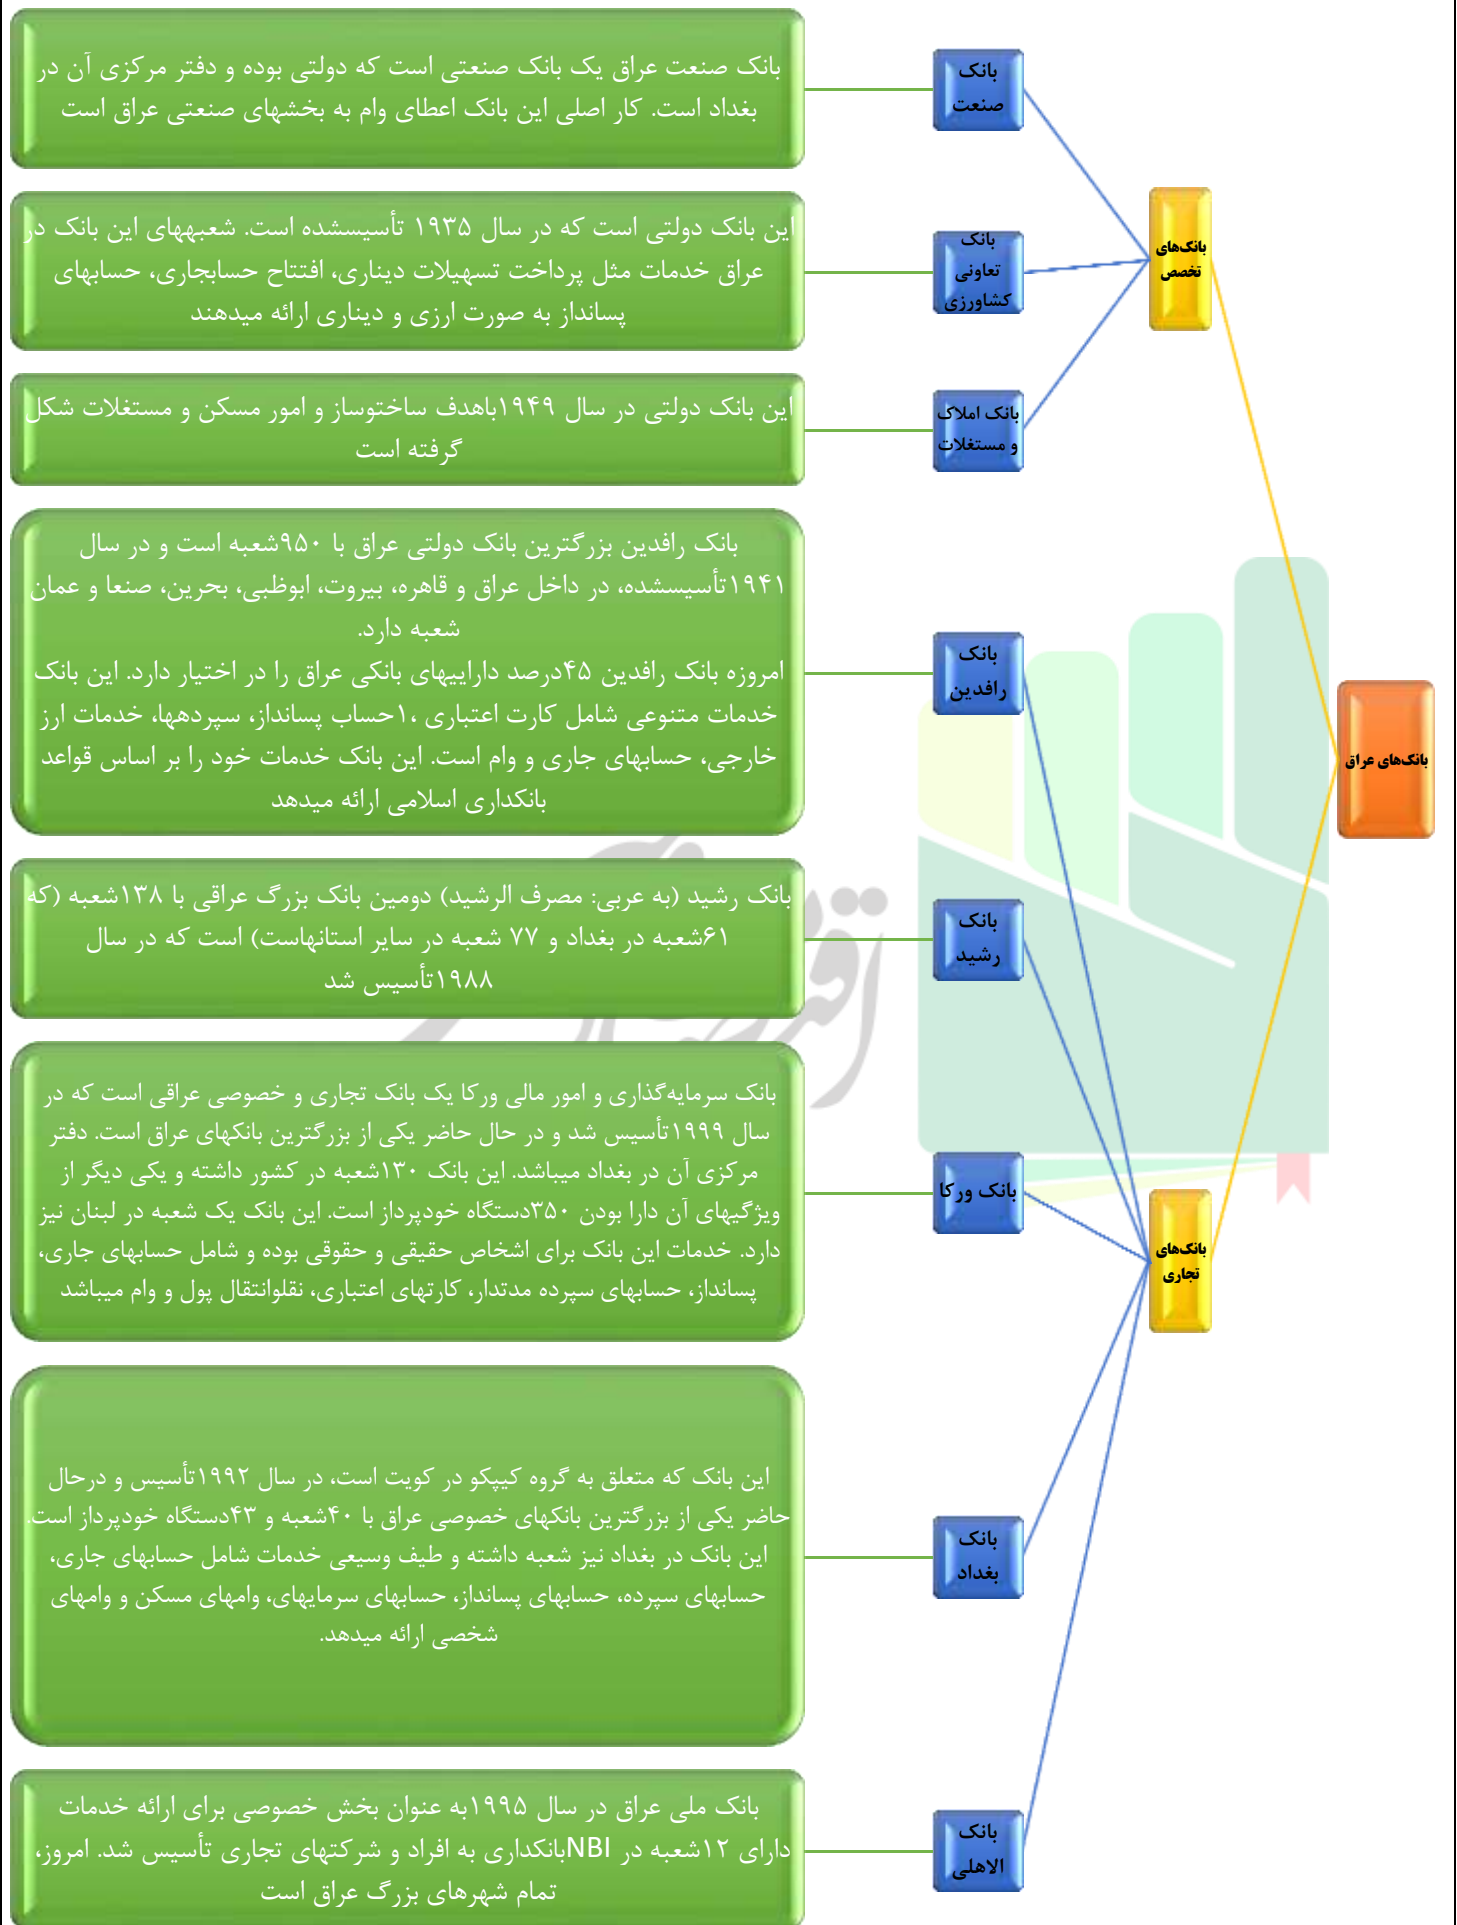 بانک‌های عراق
بانک‌های
تخصص
بانک
صنعت
بانک صنعت عراق یک بانک صنعتی است که دولتی بوده و دفتر مرکزی آن در
بغداد است. کار اصلی این بانک اعطای وام به بخشهای صنعتی عراق است
بانک
تعاونی
کشاورزی
این بانک دولتی است که در سال ۱۹۳۵ تأسیسشده است. شعبههای این بانک در
عراق خدمات مثل پرداخت تسهیلات دیناری، افتتاح حسابجاری، حسابهای
پسانداز به صورت ارزی و دیناری ارائه میدهند
بانک املاک
و مستغلات
این بانک دولتی در سال ۱۹۴۹باهدف ساختوساز و امور مسکن و مستغلات شکل
گرفته است
بانک‌های
تجاری
بانک
رافدین
بانک رافدین بزرگترین بانک دولتی عراق با ۹۵۰شعبه است و در سال
۱۹۴۱تأسیسشده، در داخل عراق و قاهره، بیروت، ابوظبی، بحرین، صنعا و عمان
شعبه دارد.
امروزه بانک رافدین ۴۵درصد داراییهای بانکی عراق را در اختیار دارد. این بانک
خدمات متنوعی شامل کارت اعتباری ،۱حساب پسانداز، سپردهها، خدمات ارز
خارجی، حسابهای جاری و وام است. این بانک خدمات خود را بر اساس قواعد
بانکداری اسلامی ارائه میدهد
بانک
رشید
بانک رشید (به عربی: مصرف الرشید) دومین بانک بزرگ عراقی با ۱۳۸شعبه (که
۶۱شعبه در بغداد و ۷۷ شعبه در سایر استانهاست) است که در سال
۱۹۸۸تأسیس شد
بانک ورکا
بانک سرمایه‌گذاری و امور مالی ورکا یک بانک تجاری و خصوصی عراقی است که در
سال ۱۹۹۹تأسیس شد و در حال حاضر یکی از بزرگترین بانکهای عراق است. دفتر
مرکزی آن در بغداد میباشد. این بانک ۱۳۰شعبه در کشور داشته و یکی دیگر از
ویژگیهای آن دارا بودن ۳۵۰دستگاه خودپرداز است. این بانک یک شعبه در لبنان نیز
دارد. خدمات این بانک برای اشخاص حقیقی و حقوقی بوده و شامل حسابهای جاری،
پسانداز، حسابهای سپرده مدتدار، کارتهای اعتباری، نقلوانتقال پول و وام میباشد
بانک
بغداد
این بانک که متعلق به گروه کیپکو در کویت است، در سال ۱۹۹۲تأسیس و درحال
حاضر یکی از بزرگترین بانکهای خصوصی عراق با ۴۰شعبه و ۴۳دستگاه خودپرداز است.
این بانک در بغداد نیز شعبه داشته و طیف وسیعی خدمات شامل حسابهای جاری،
حسابهای سپرده، حسابهای پسانداز، حسابهای سرمایهای، وامهای مسکن و وامهای
شخصی ارائه میدهد.
بانک
الاهلی
بانک ملی عراق در سال ۱۹۹۵به عنوان بخش خصوصی برای ارائه خدمات
دارای ۱۲شعبه در NBIبانکداری به افراد و شرکتهای تجاری تأسیس شد. امروز،
تمام شهرهای بزرگ عراق است